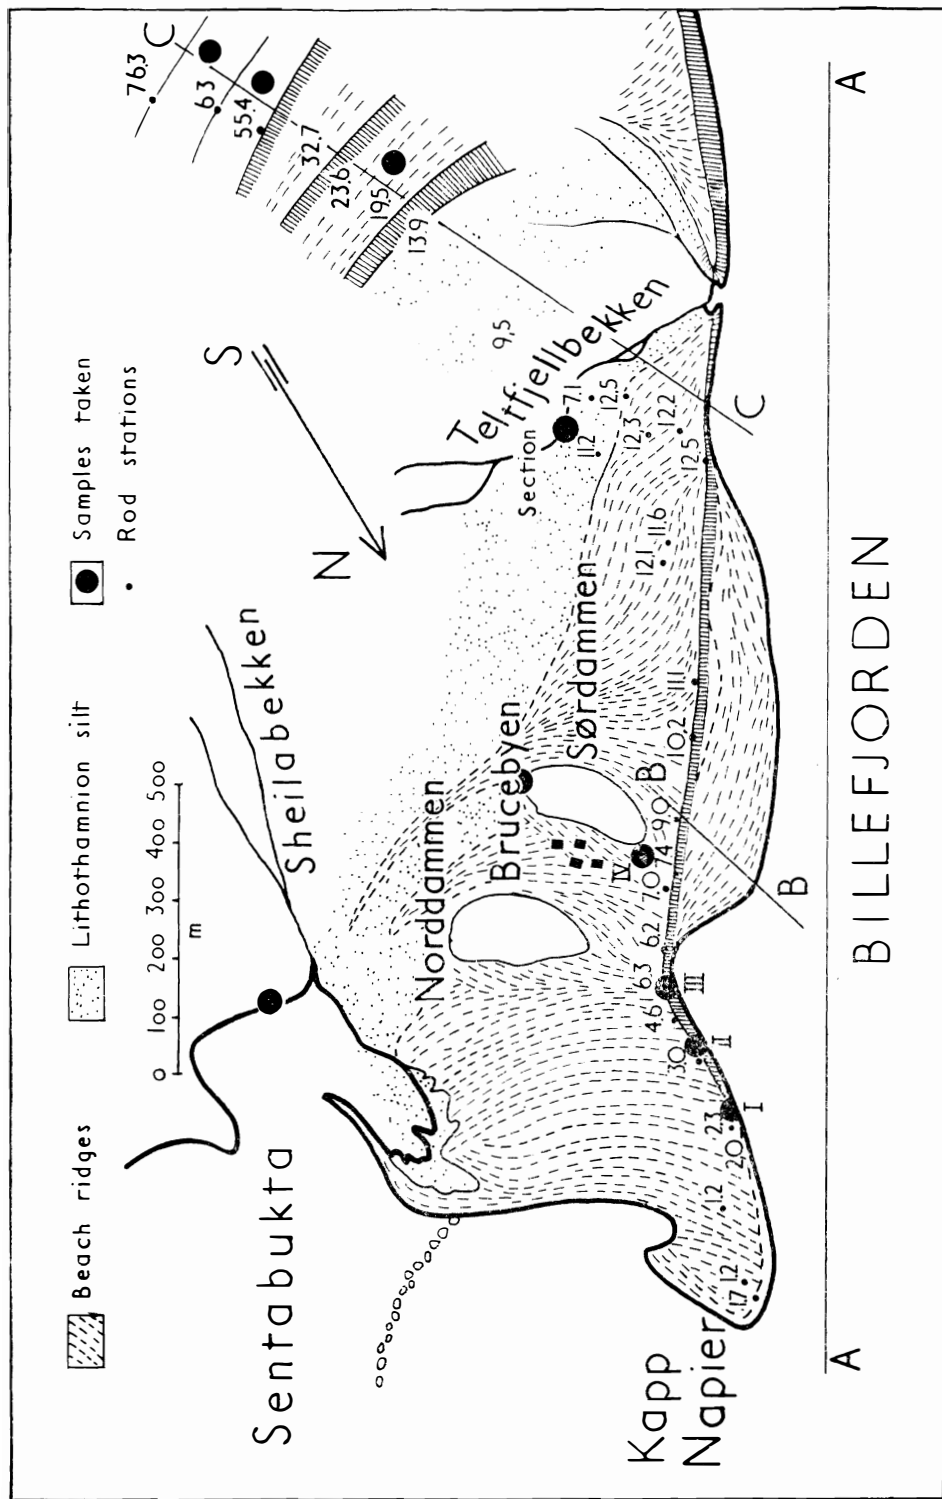 Beach ridges
Lithothamnion silt
Samples taken
Rod stations
0 100 200 300 400 500
m
Sentabukta
Sheilabekken
N
S
C
76.3
63
55.4
32.7
23.6
19.5
13.9
9,5
Teltfjellbekken
Section
7.1
11.2
12.5
12.3
12.2
12.5
12.1
11.6
11.1
10.2
9.0
7.4
7.0
6.2
6.3
4.6
3.0
2.3
2.0
1.2
1.2
1.7
Norddammen
Brucebyen
Sørdammen
I
II
III
IV
B
B
C
Kapp
Napier
A
A
BILLEFJORDEN